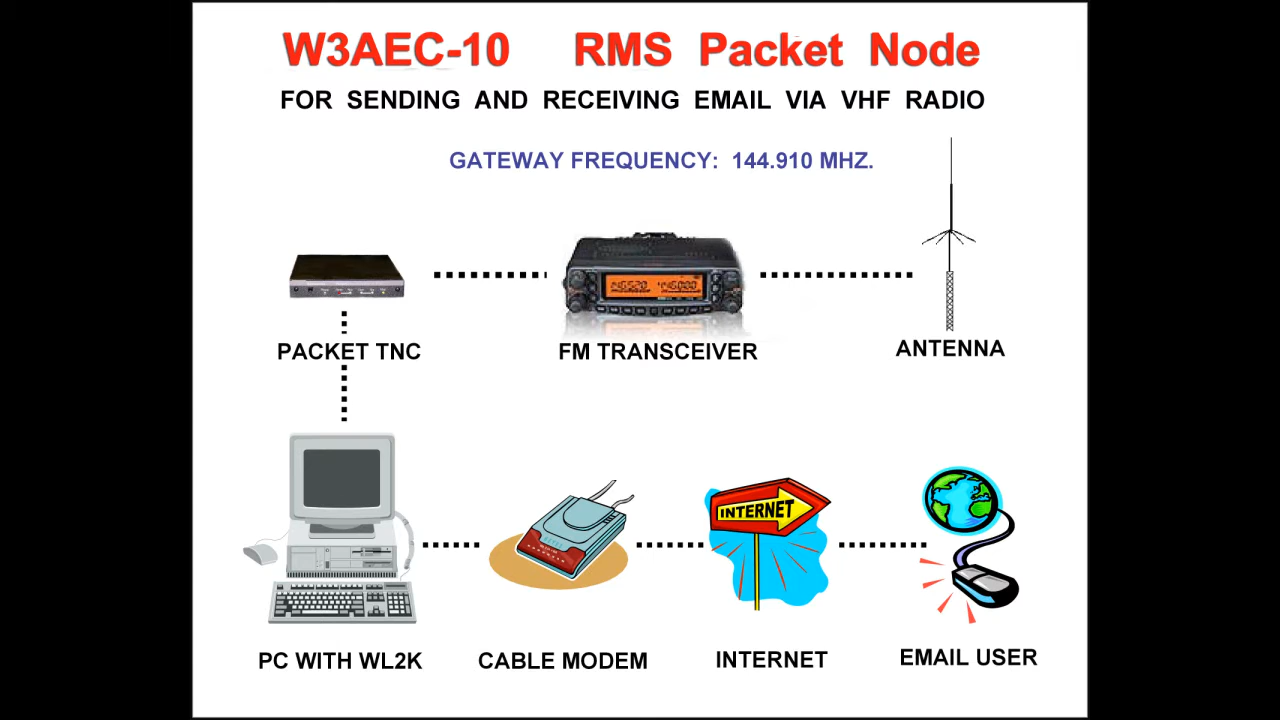 W3AEC-10 RMS Packet Node
FOR SENDING AND RECEIVING EMAIL VIA VHF RADIO
GATEWAY FREQUENCY: 144.910 MHZ.
PACKET TNC
FM TRANSCEIVER
ANTENNA
INTERNET
PC WITH WL2K
CABLE MODEM
INTERNET
EMAIL USER